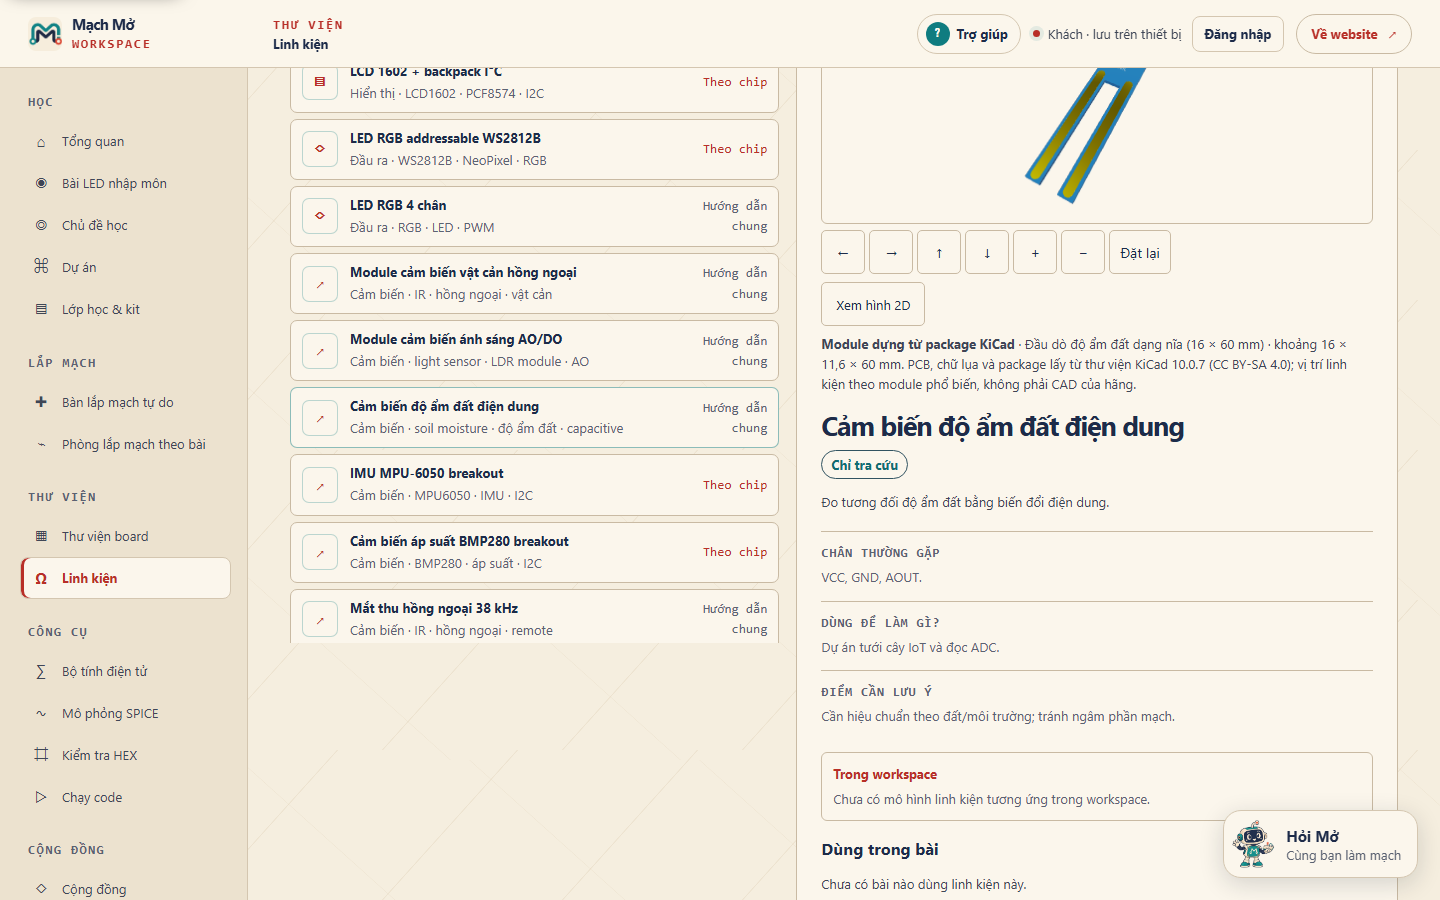 Mạch Mở
WORKSPACE
THƯ VIỆN
Linh kiện
? Trợ giúp
Khách · lưu trên thiết bị
Đăng nhập
Về website ↗
HỌC
Tổng quan
Bài LED nhập môn
Chủ đề học
Dự án
Lớp học & kit
LẮP MẠCH
Bàn lắp mạch tự do
Phòng lắp mạch theo bài
THƯ VIỆN
Thư viện board
Linh kiện
CÔNG CỤ
Bộ tính điện tử
Mô phỏng SPICE
Kiểm tra HEX
Chạy code
CỘNG ĐỒNG
Cộng đồng
LCD 1602 + backpack I²C
Hiển thị · LCD1602 · PCF8574 · I2C
Theo chip
LED RGB addressable WS2812B
Đầu ra · WS2812B · NeoPixel · RGB
Theo chip
LED RGB 4 chân
Đầu ra · RGB · LED · PWM
Hướng dẫn
chung
Module cảm biến vật cản hồng ngoại
Cảm biến · IR · hồng ngoại · vật cản
Hướng dẫn
chung
Module cảm biến ánh sáng AO/DO
Cảm biến · light sensor · LDR module · AO
Hướng dẫn
chung
Cảm biến độ ẩm đất điện dung
Cảm biến · soil moisture · độ ẩm đất · capacitive
Hướng dẫn
chung
IMU MPU-6050 breakout
Cảm biến · MPU6050 · IMU · I2C
Theo chip
Cảm biến áp suất BMP280 breakout
Cảm biến · BMP280 · áp suất · I2C
Theo chip
Mắt thu hồng ngoại 38 kHz
Cảm biến · IR · hồng ngoại · remote
Hướng dẫn
chung
← → ↑ ↓ + − Đặt lại
Xem hình 2D
Module dựng từ package KiCad · Đầu dò độ ẩm đất dạng nĩa (16 × 60 mm) · khoảng 16 ×
11,6 × 60 mm. PCB, chữ lụa và package lấy từ thư viện KiCad 10.0.7 (CC BY-SA 4.0); vị trí linh
kiện theo module phổ biến, không phải CAD của hãng.
Cảm biến độ ẩm đất điện dung
Chỉ tra cứu
Đo tương đối độ ẩm đất bằng biến đổi điện dung.
CHÂN THƯỜNG GẶP
VCC, GND, AOUT.
DÙNG ĐỂ LÀM GÌ?
Dự án tưới cây IoT và đọc ADC.
ĐIỂM CẦN LƯU Ý
Cần hiệu chuẩn theo đất/môi trường; tránh ngâm phần mạch.
Trong workspace
Chưa có mô hình linh kiện tương ứng trong workspace.
Dùng trong bài
Chưa có bài nào dùng linh kiện này.
Hỏi Mở
Cùng bạn làm mạch